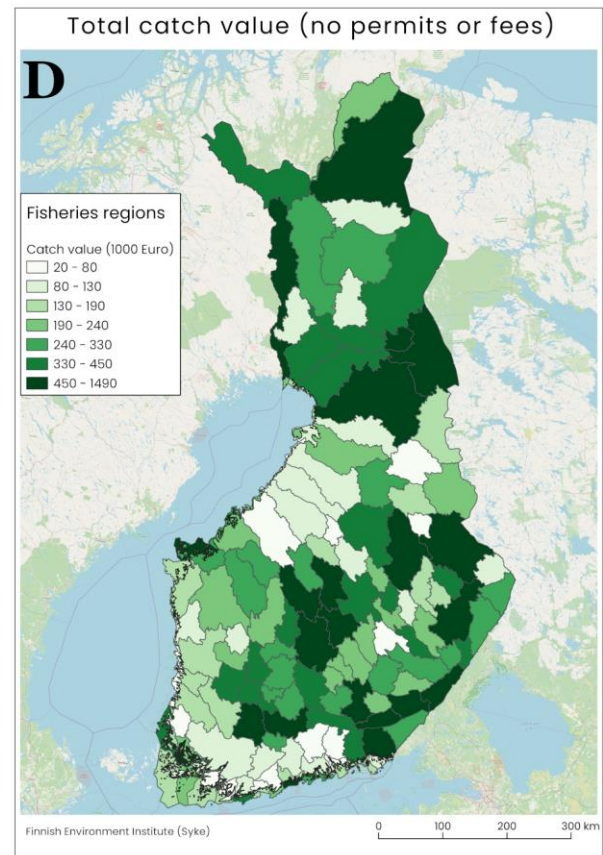 Total catch value (no permits or fees)
D
Fisheries regions
Catch value (1000 Euro)
20 - 80
80 - 130
130 - 190
190 - 240
240 - 330
330 - 450
450 - 1490
Finnish Environment Institute (Syke)
0 100 200 300 km